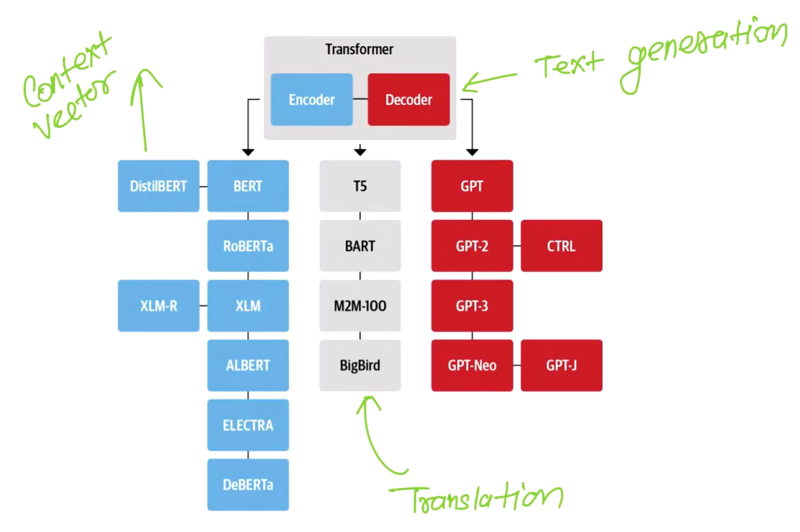 Transformer
Context
vector
Text generation
Encoder
Decoder
DistilBERT
BERT
T5
GPT
RoBERTa
BART
GPT-2
CTRL
XLM-R
XLM
M2M-100
GPT-3
ALBERT
BigBird
GPT-Neo
GPT-J
ELECTRA
DeBERTa
Translation